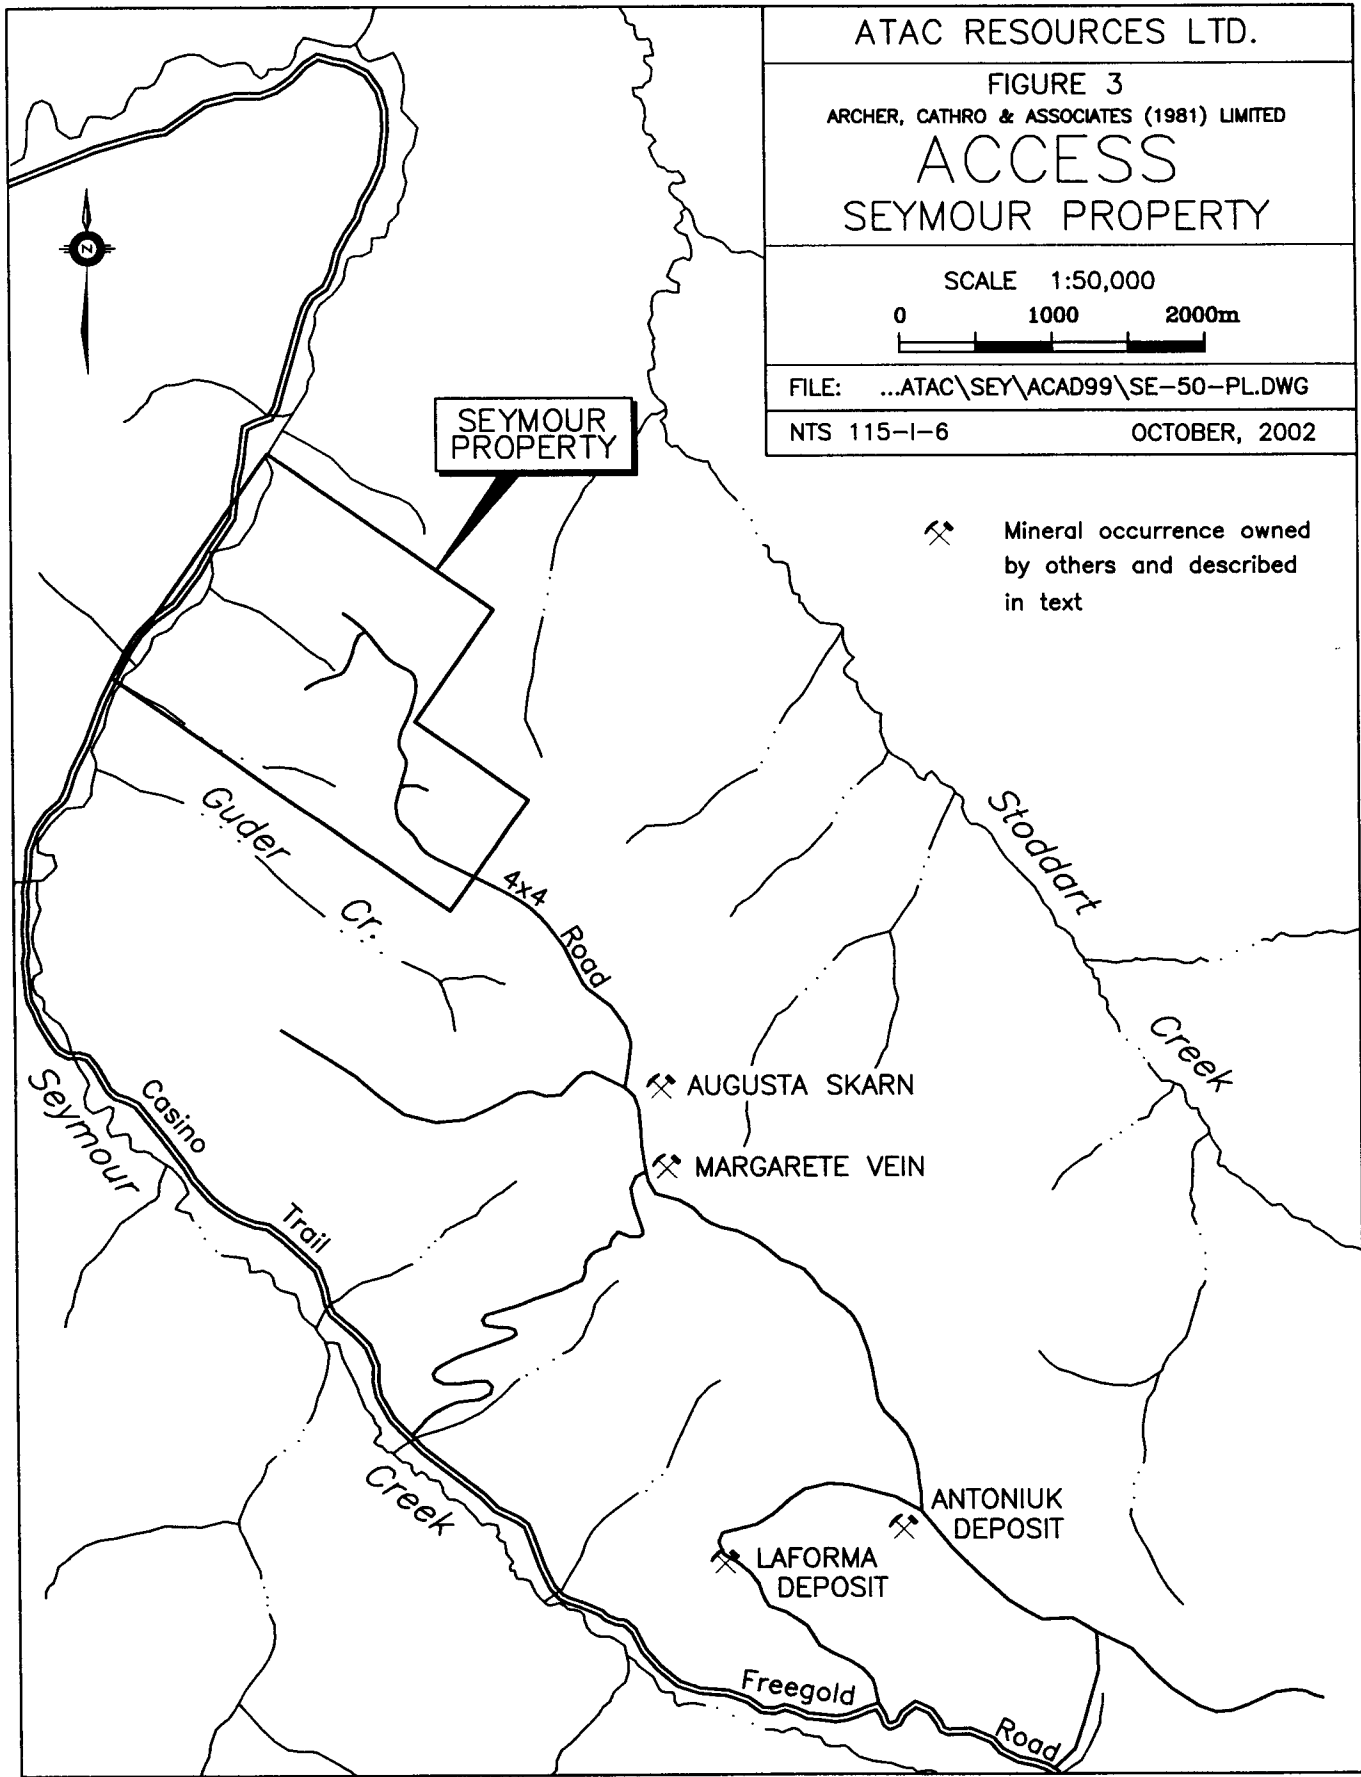 ATAC RESOURCES LTD.
FIGURE 3
ARCHER, CATHRO & ASSOCIATES (1981) LIMITED
ACCESS
SEYMOUR PROPERTY
SCALE 1:50,000
0 1000 2000m
FILE: ...ATAC\SEY\ACAD99\SE-50-PL.DWG
NTS 115-I-6 OCTOBER, 2002
N
SEYMOUR
PROPERTY
Mineral occurrence owned
by others and described
in text
Guder
Cr.
4x4
Road
Stoddart
Creek
AUGUSTA SKARN
MARGARETE VEIN
Seymour
Casino
Trail
Creek
ANTONIUK
DEPOSIT
LAFORMA
DEPOSIT
Freegold
Road